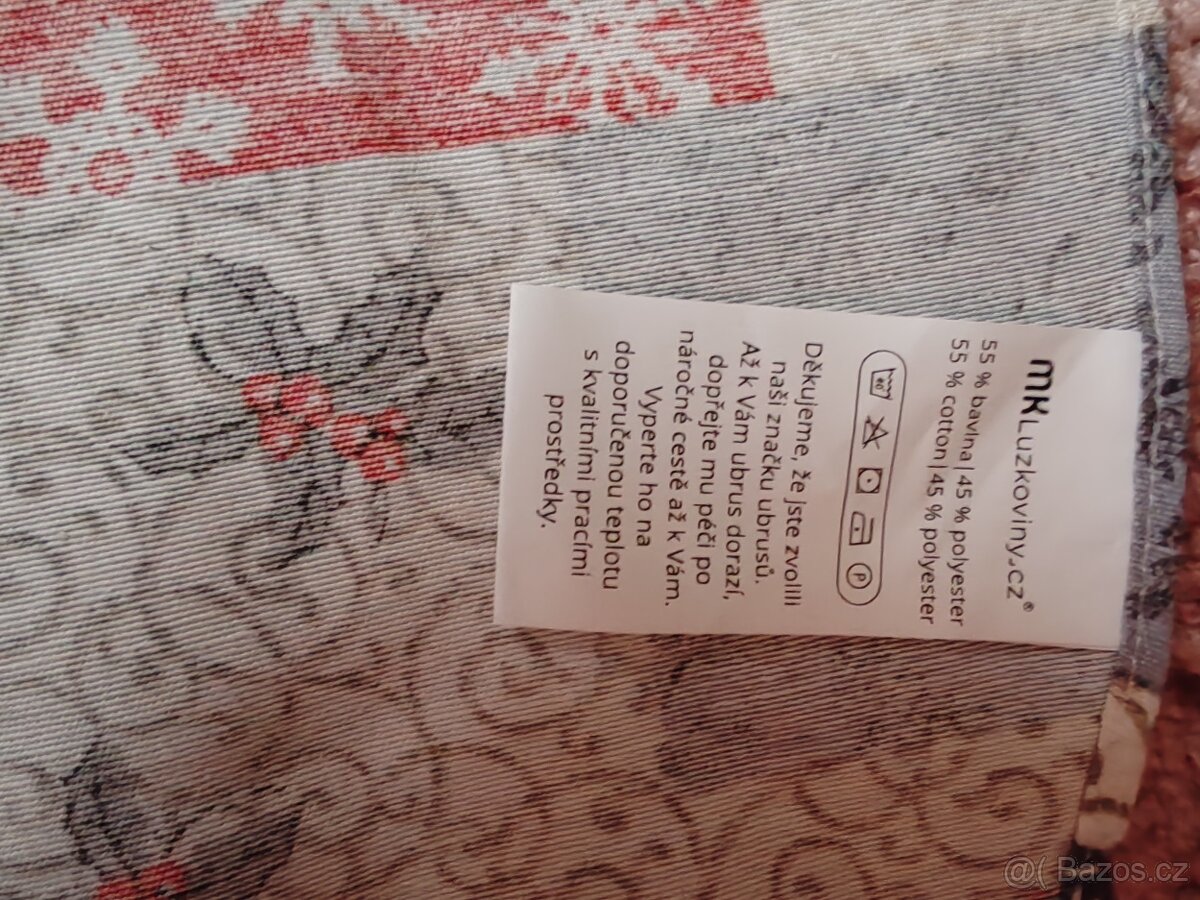 mKLuzkoviny.cz®
55 % bavlna | 45 % polyester
55 % cotton | 45 % polyester
40
P
Děkujeme, že jste zvolili
naši značku ubrusů.
Až k Vám ubrus dorazí,
dopřejte mu péči po
náročné cestě až k Vám.
Vyperte ho na
doporučenou teplotu
s kvalitními pracími
prostředky.
@( Bazos.cz